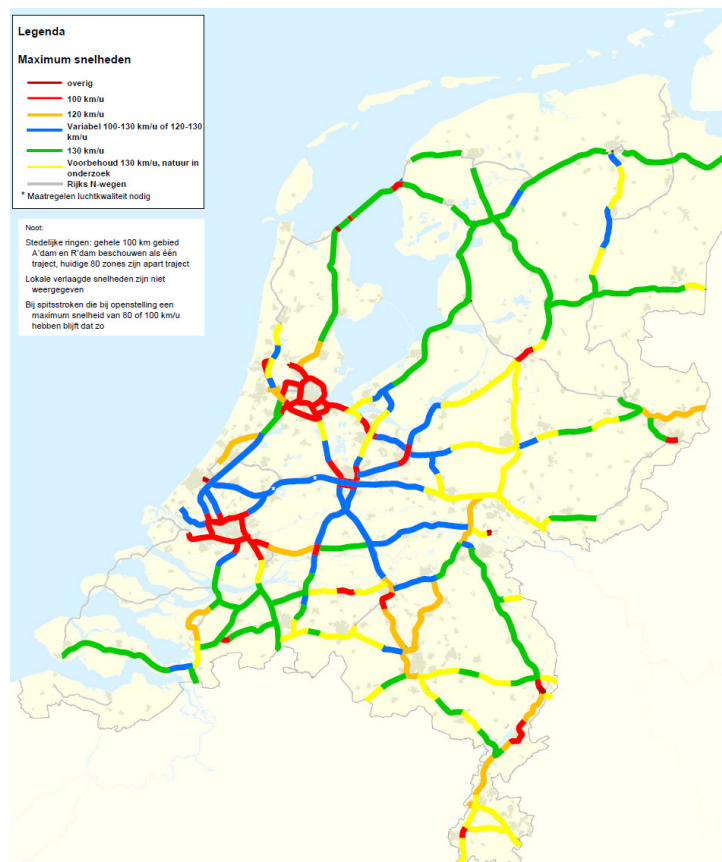 Legenda
Maximum snelheden
overig
100 km/u
120 km/u
Variabel 100-130 km/u of 120-130
km/u
130 km/u
Voorbehoud 130 km/u, natuur in
onderzoek
Rijks N-wegen
* Maatregelen luchtkwaliteit nodig
Noot:
Stedelijke ringen: gehele 100 km gebied
A'dam en R'dam beschouwen als één
traject, huidige 80 zones zijn apart traject
Lokale verlaagde snelheden zijn niet
weergegeven
Bij spitsstroken die bij openstelling een
maximum snelheid van 80 of 100 km/u
hebben blijft dat zo